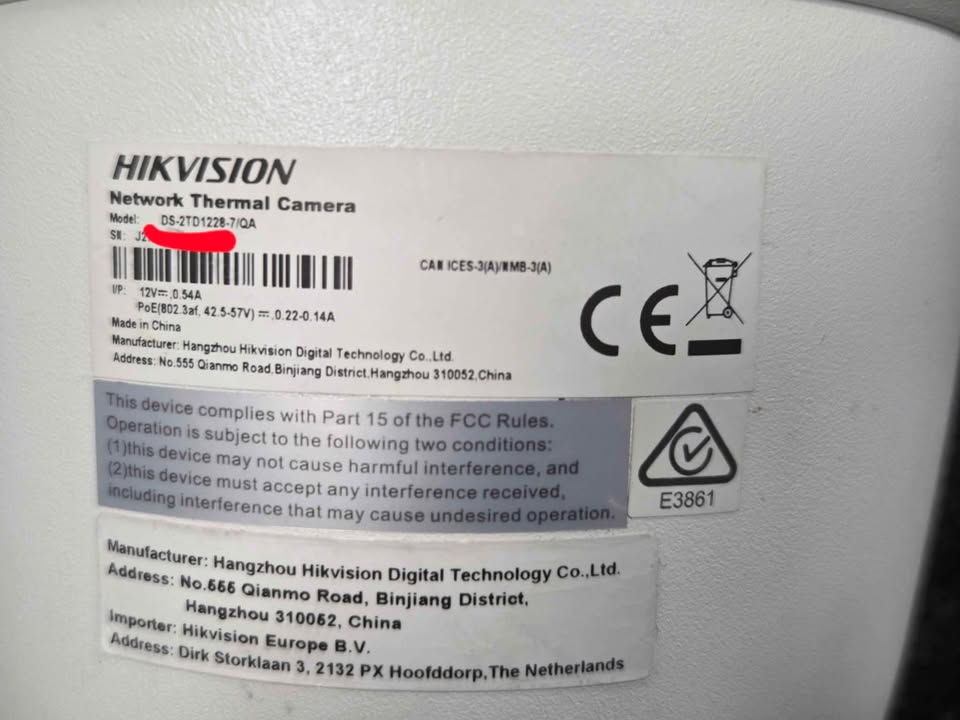 HIKVISION
Network Thermal Camera
Model: DS-2TD1228-7/QA
SN: J2
I/P: 12V⎓,0.54A
PoE(802.3af, 42.5-57V)⎓,0.22-0.14A
Made in China
Manufacturer: Hangzhou Hikvision Digital Technology Co.,Ltd.
Address: No.555 Qianmo Road,Binjiang District,Hangzhou 310052,China
CAN ICES-3(A)/NMB-3(A)
CE
This device complies with Part 15 of the FCC Rules.
Operation is subject to the following two conditions:
(1)this device may not cause harmful interference, and
(2)this device must accept any interference received,
including interference that may cause undesired operation.
E3861
Manufacturer: Hangzhou Hikvision Digital Technology Co.,Ltd.
Address: No.555 Qianmo Road, Binjiang District,
Hangzhou 310052, China
Importer: Hikvision Europe B.V.
Address: Dirk Storklaan 3, 2132 PX Hoofddorp,The Netherlands